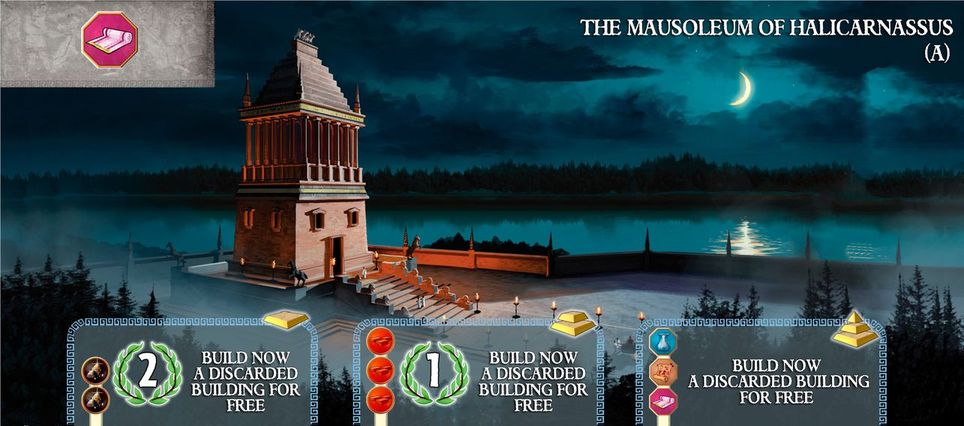 THE MAUSOLEUM OF HALICARNASSUS
(A)
2
BUILD NOW
A DISCARDED
BUILDING FOR
FREE
1
BUILD NOW
A DISCARDED
BUILDING FOR
FREE
BUILD NOW
A DISCARDED BUILDING
FOR FREE